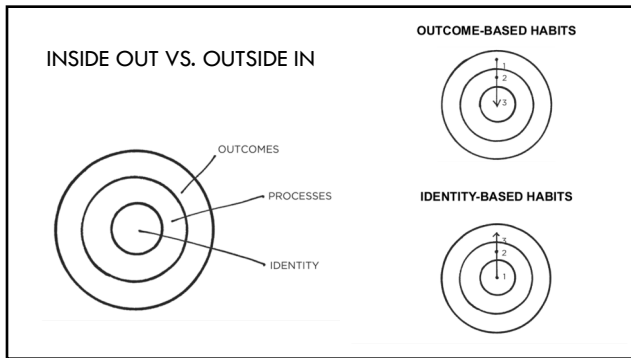 INSIDE OUT VS. OUTSIDE IN
OUTCOMES
PROCESSES
IDENTITY
OUTCOME-BASED HABITS
1
2
3
IDENTITY-BASED HABITS
3
2
1